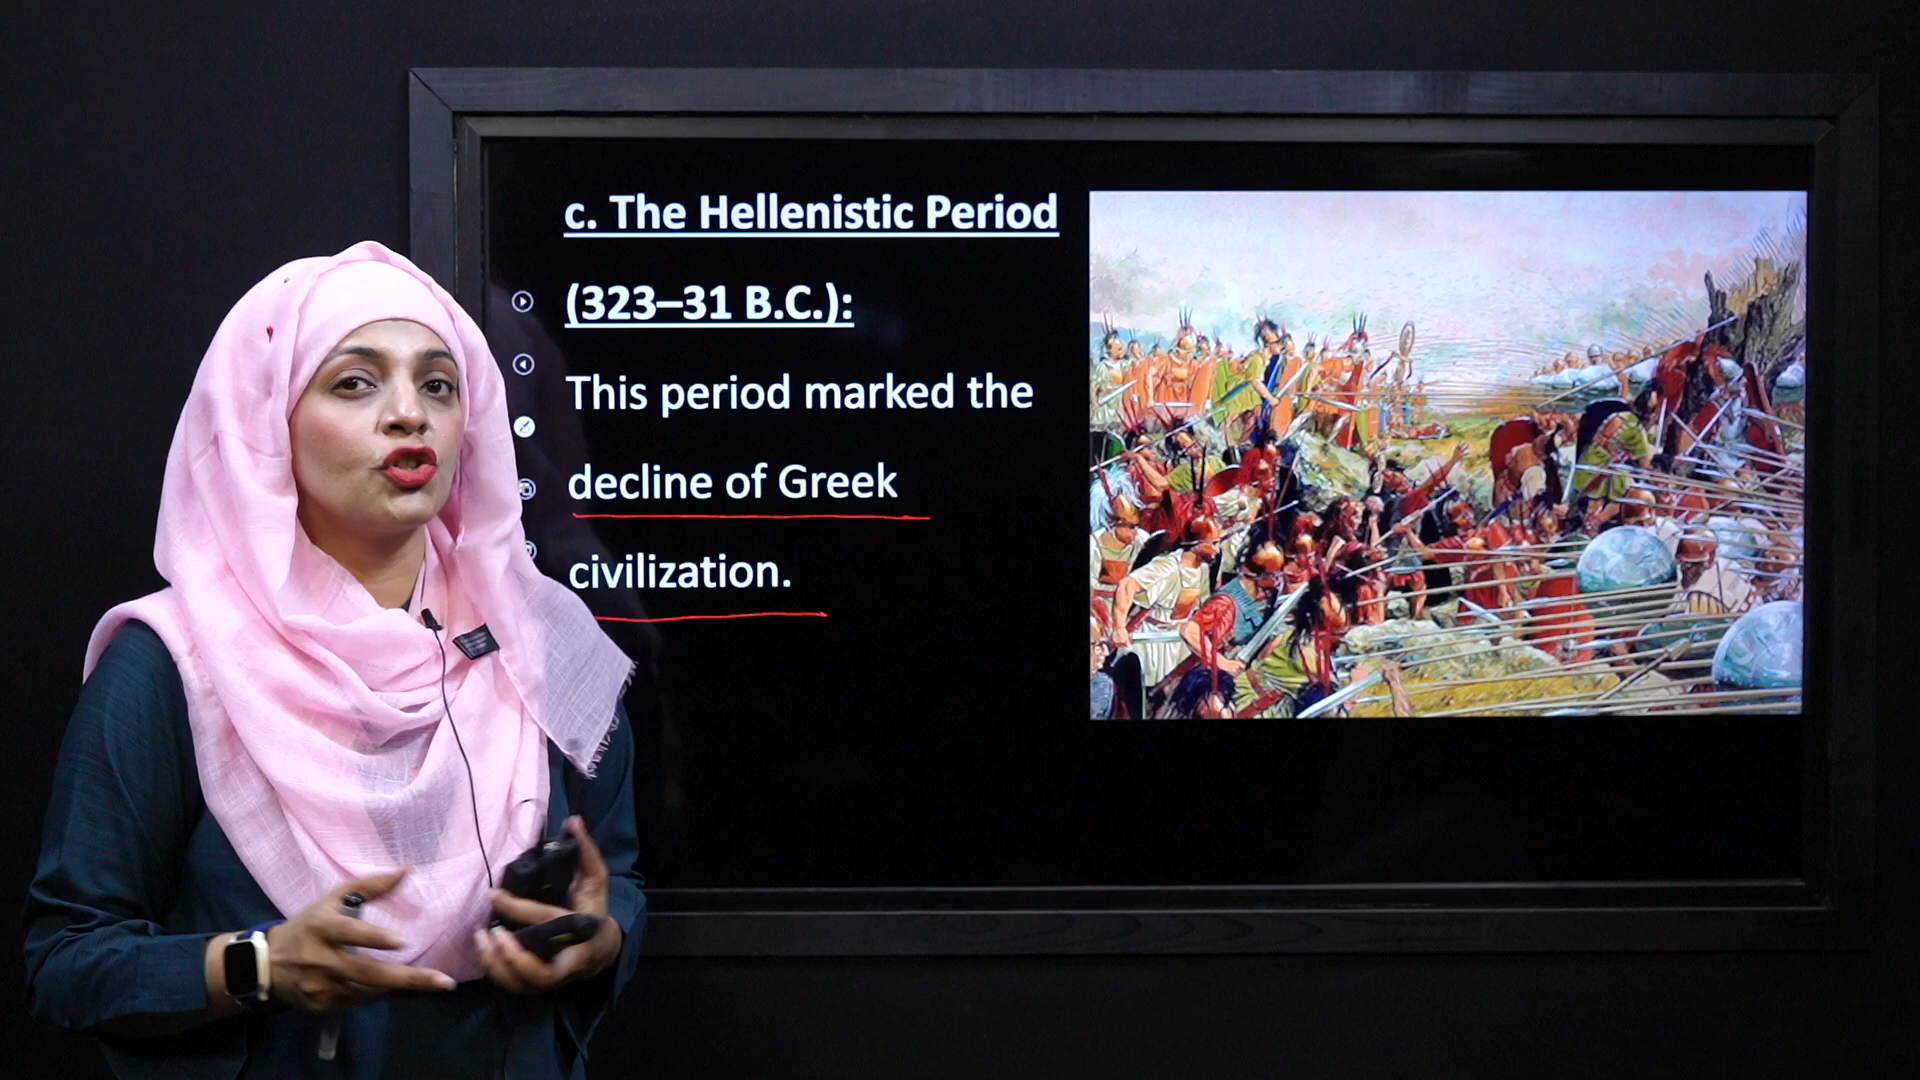 c. The Hellenistic Period
(323–31 B.C.):
This period marked the
decline of Greek
civilization.